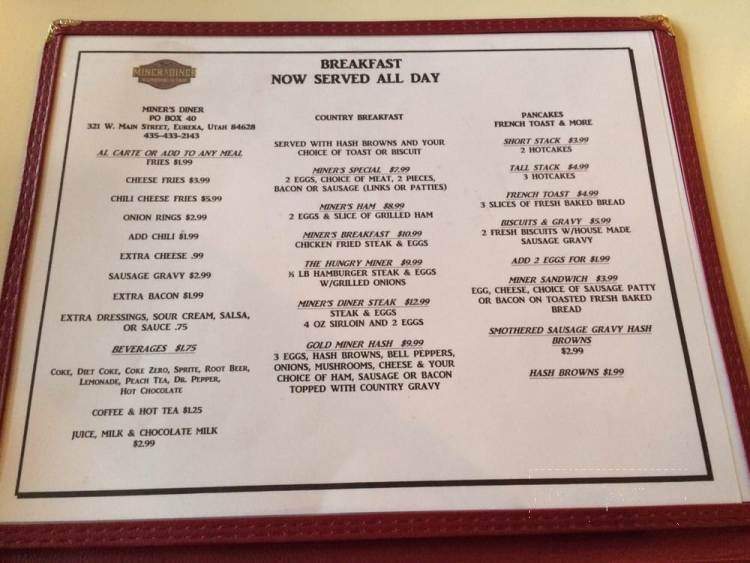 BREAKFAST
NOW SERVED ALL DAY
MINER'S DINER
MINER'S DINER
PO BOX 40
321 W. MAIN STREET, EUREKA, UTAH 84628
435-433-2143
AL CARTE OR ADD TO ANY MEAL
FRIES $1.99
CHEESE FRIES $3.99
CHILI CHEESE FRIES $5.99
ONION RINGS $2.99
ADD CHILI $1.99
EXTRA CHEESE .99
SAUSAGE GRAVY $2.99
EXTRA BACON $1.99
EXTRA DRESSINGS, SOUR CREAM, SALSA,
OR SAUCE .75
BEVERAGES $1.75
COKE, DIET COKE, COKE ZERO, SPRITE, ROOT BEER,
LEMONADE, PEACH TEA, DR. PEPPER,
HOT CHOCOLATE
COFFEE & HOT TEA $1.25
JUICE, MILK & CHOCOLATE MILK
$2.99
COUNTRY BREAKFAST
SERVED WITH HASH BROWNS AND YOUR
CHOICE OF TOAST OR BISCUIT
MINER'S SPECIAL $7.99
2 EGGS, CHOICE OF MEAT, 2 PIECES,
BACON OR SAUSAGE (LINKS OR PATTIES)
MINER'S HAM $8.99
2 EGGS & SLICE OF GRILLED HAM
MINER'S BREAKFAST $10.99
CHICKEN FRIED STEAK & EGGS
THE HUNGRY MINER $9.99
½ LB HAMBURGER STEAK & EGGS
W/GRILLED ONIONS
MINER'S DINER STEAK $12.99
STEAK & EGGS
4 OZ SIRLOIN AND 2 EGGS
GOLD MINER HASH $9.99
3 EGGS, HASH BROWNS, BELL PEPPERS,
ONIONS, MUSHROOMS, CHEESE & YOUR
CHOICE OF HAM, SAUSAGE OR BACON
TOPPED WITH COUNTRY GRAVY
PANCAKES
FRENCH TOAST & MORE
SHORT STACK $3.99
2 HOTCAKES
TALL STACK $4.99
3 HOTCAKES
FRENCH TOAST $4.99
3 SLICES OF FRESH BAKED BREAD
BISCUITS & GRAVY $5.99
2 FRESH BISCUITS W/HOUSE MADE
SAUSAGE GRAVY
ADD 2 EGGS FOR $1.99
MINER SANDWICH $3.99
EGG, CHEESE, CHOICE OF SAUSAGE PATTY
OR BACON ON TOASTED FRESH BAKED
BREAD
SMOTHERED SAUSAGE GRAVY HASH
BROWNS
$2.99
HASH BROWNS $1.99